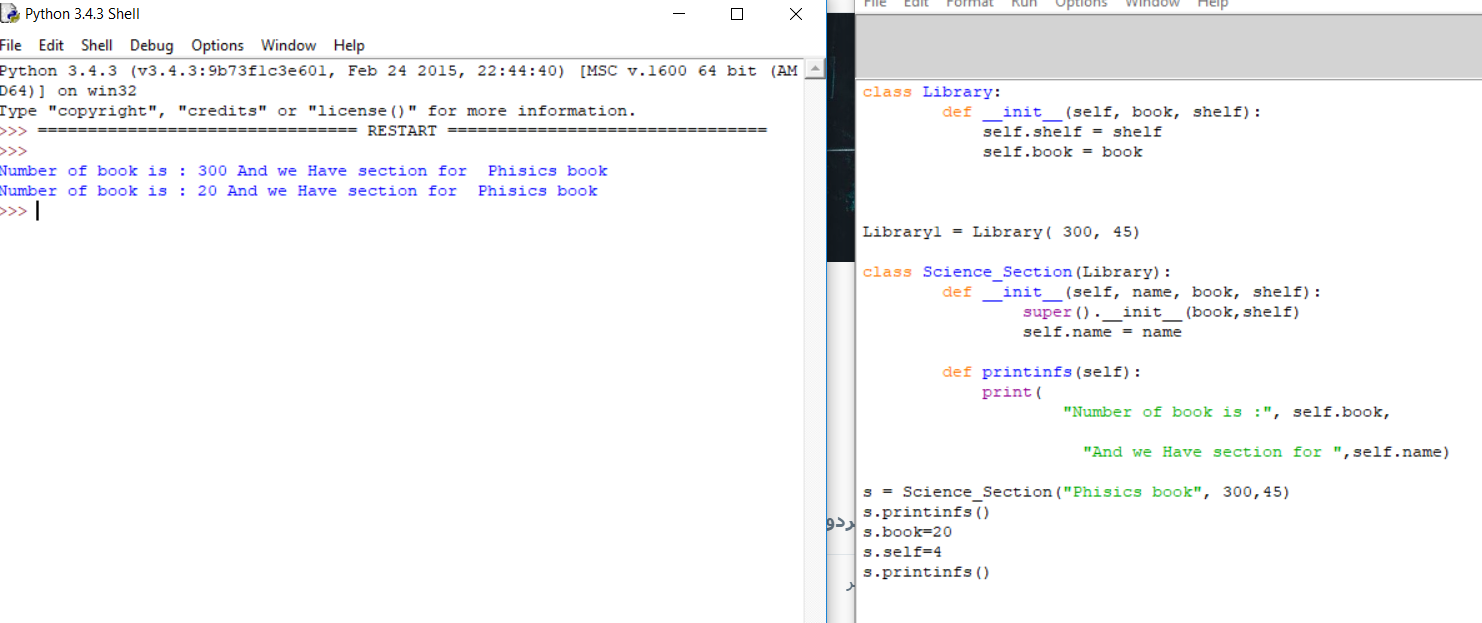 Python 3.4.3 Shell
File Edit Shell Debug Options Window Help
Python 3.4.3 (v3.4.3:9b73f1c3e601, Feb 24 2015, 22:44:40) [MSC v.1600 64 bit (AM
D64)] on win32
Type "copyright", "credits" or "license()" for more information.
>>> ================================ RESTART ================================
>>>
Number of book is : 300 And we Have section for  Phisics book
Number of book is : 20 And we Have section for  Phisics book
>>>
File Edit Format Run Options Window Help
class Library:
        def __init__(self, book, shelf):
            self.shelf = shelf
            self.book = book
Library1 = Library( 300, 45)
class Science_Section(Library):
        def __init__(self, name, book, shelf):
                super().__init__(book,shelf)
                self.name = name
        def printinfs(self):
            print(
                    "Number of book is :", self.book,
                      "And we Have section for ",self.name)
s = Science_Section("Phisics book", 300,45)
s.printinfs()
s.book=20
s.self=4
s.printinfs()